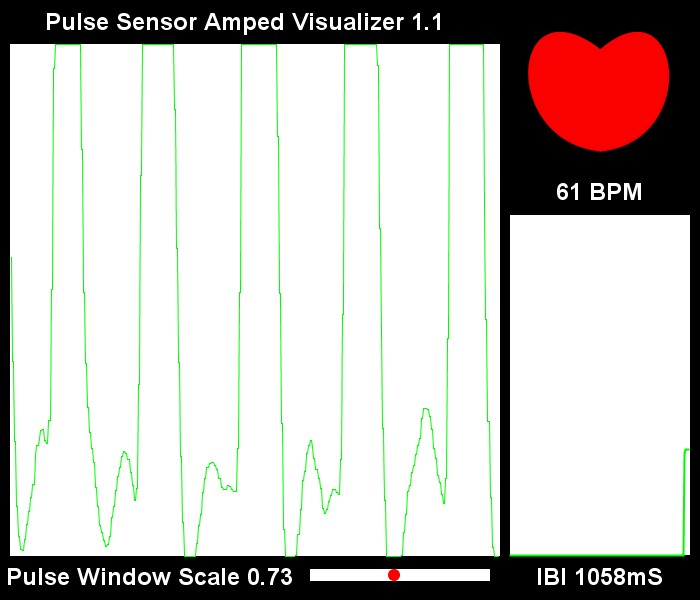 Pulse Sensor Amped Visualizer 1.1
61 BPM
Pulse Window Scale 0.73
IBI 1058mS